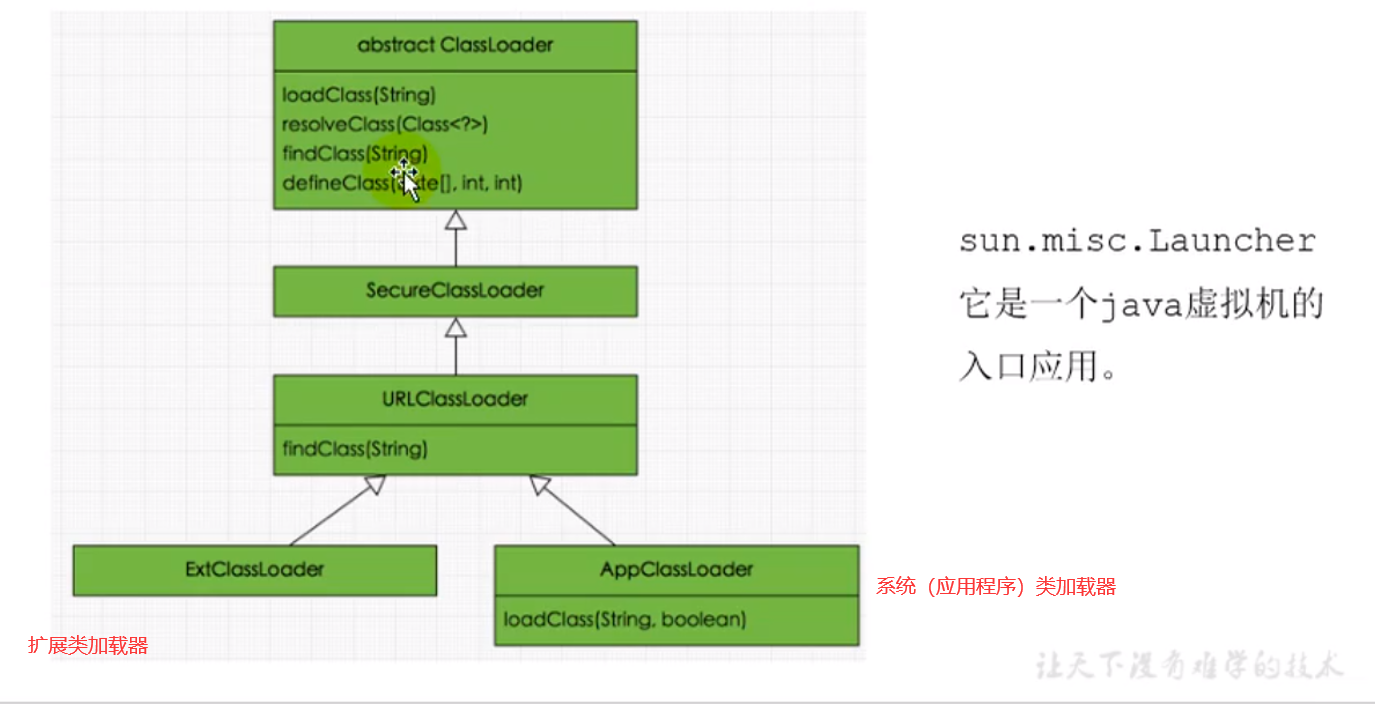 abstract ClassLoader
loadClass(String)
resolveClass(Class<?>)
findClass(String)
defineClass( te[], int, int)
SecureClassLoader
URLClassLoader
findClass(String)
ExtClassLoader
AppClassLoader
loadClass(String, boolean)
系统（应用程序）类加载器
扩展类加载器
sun.misc.Launcher
它是一个java虚拟机的
入口应用。
让天下没有难学的技术